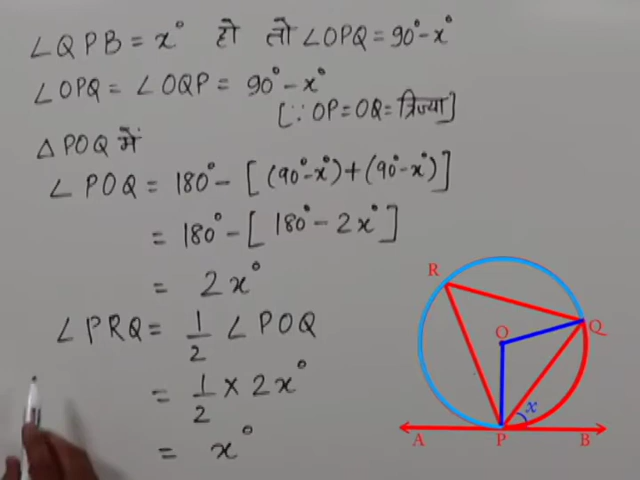 ∠QPB = x° हो तो ∠OPQ = 90° - x°
∠OPQ = ∠OQP = 90° - x°
[∵ OP = OQ = त्रिज्या]
Δ POQ में
∠ POQ = 180° - [(90° - x°) + (90° - x°)]
= 180° - [180° - 2x°]
= 2x°
∠PRQ = 1/2 ∠POQ
= 1/2 × 2x°
= x°
R
O
Q
x
A
P
B